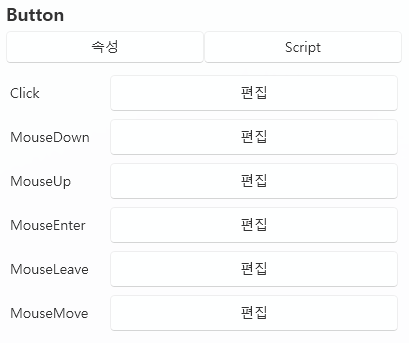 Button
속성 Script
Click 편집
MouseDown 편집
MouseUp 편집
MouseEnter 편집
MouseLeave 편집
MouseMove 편집